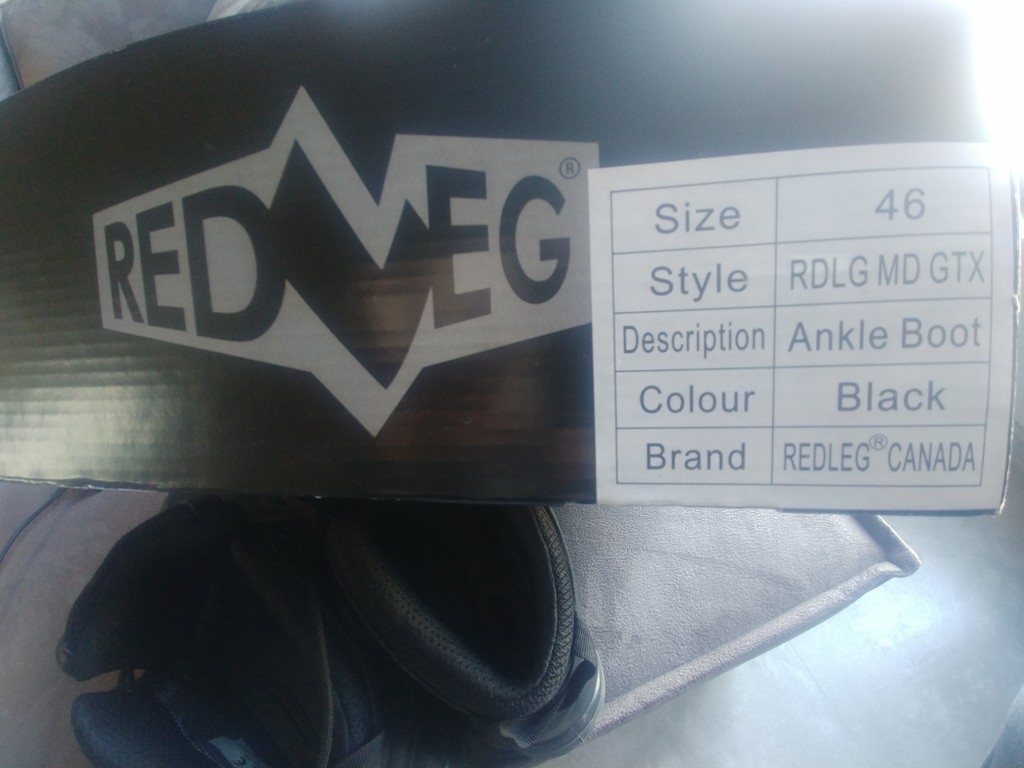 REDLEG®
Size 46
Style RDLG MD GTX
Description Ankle Boot
Colour Black
Brand REDLEG® CANADA